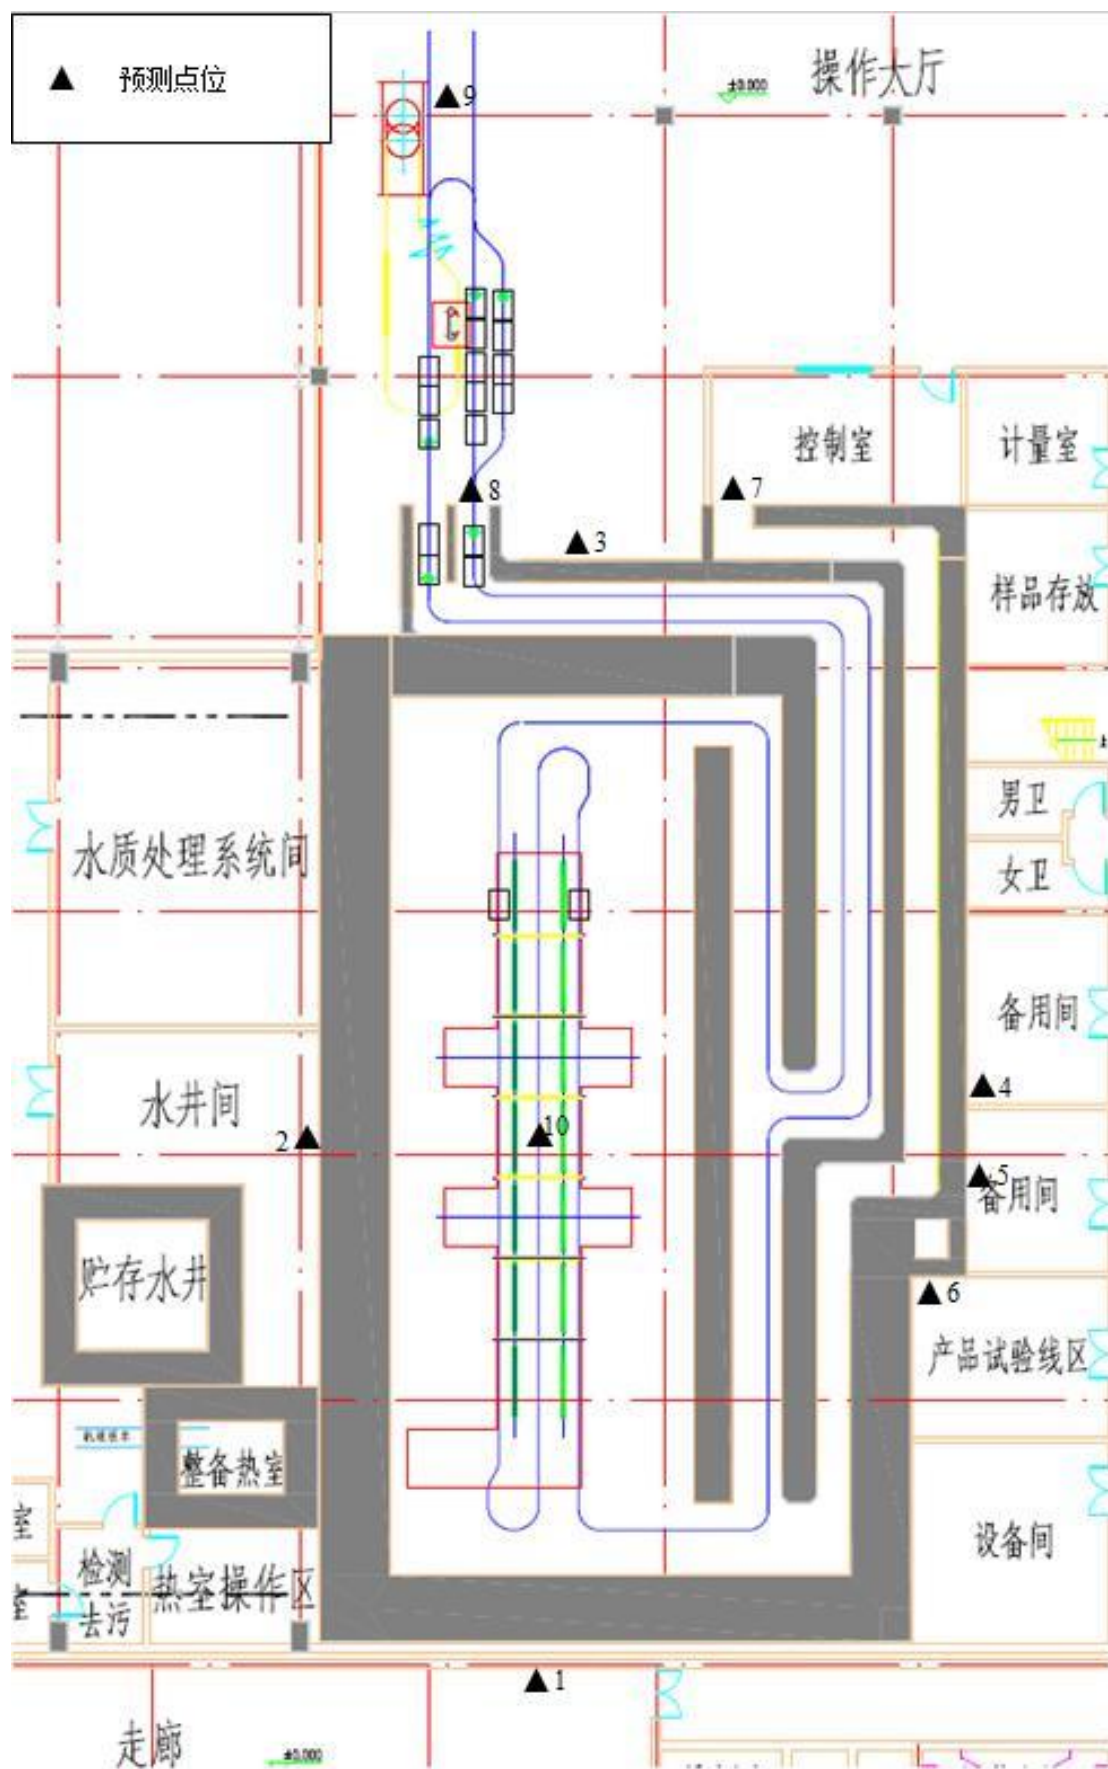 预测点位
操作大厅
±0.000
9
控制室
计量室
8
7
3
样品存放
男卫
水质处理系统间
女卫
备用间
4
水井间
2
10
5
备用间
贮存水井
6
产品试验线区
整备热室
室
设备间
检测
去污
热室操作区
1
走廊
±0.000